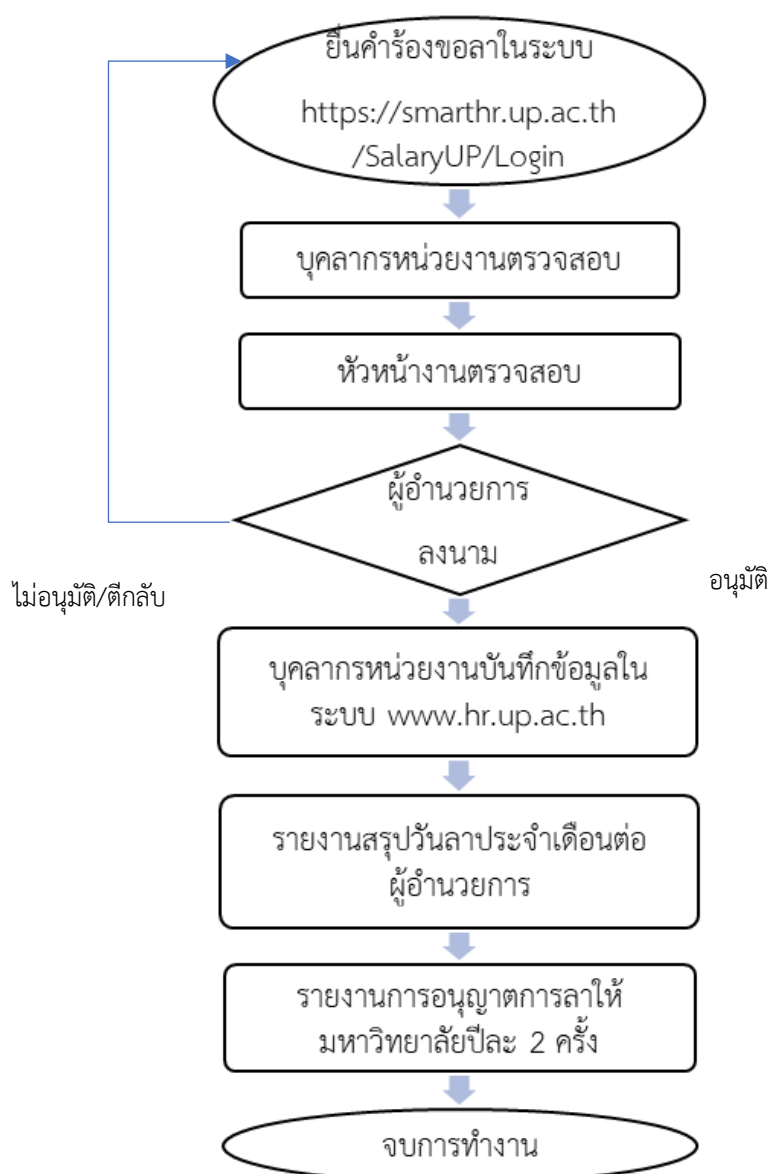 ยื่นคำร้องขอลาในระบบ
https://smarthr.up.ac.th
/SalaryUP/Login
บุคลากรหน่วยงานตรวจสอบ
หัวหน้างานตรวจสอบ
ผู้อำนวยการ
ลงนาม
ไม่อนุมัติ/ตีกลับ
อนุมัติ
บุคลากรหน่วยงานบันทึกข้อมูลใน
ระบบ www.hr.up.ac.th
รายงานสรุปวันลาประจำเดือนต่อ
ผู้อำนวยการ
รายงานการอนุญาตการลาให้
มหาวิทยาลัยปีละ 2 ครั้ง
จบการทำงาน